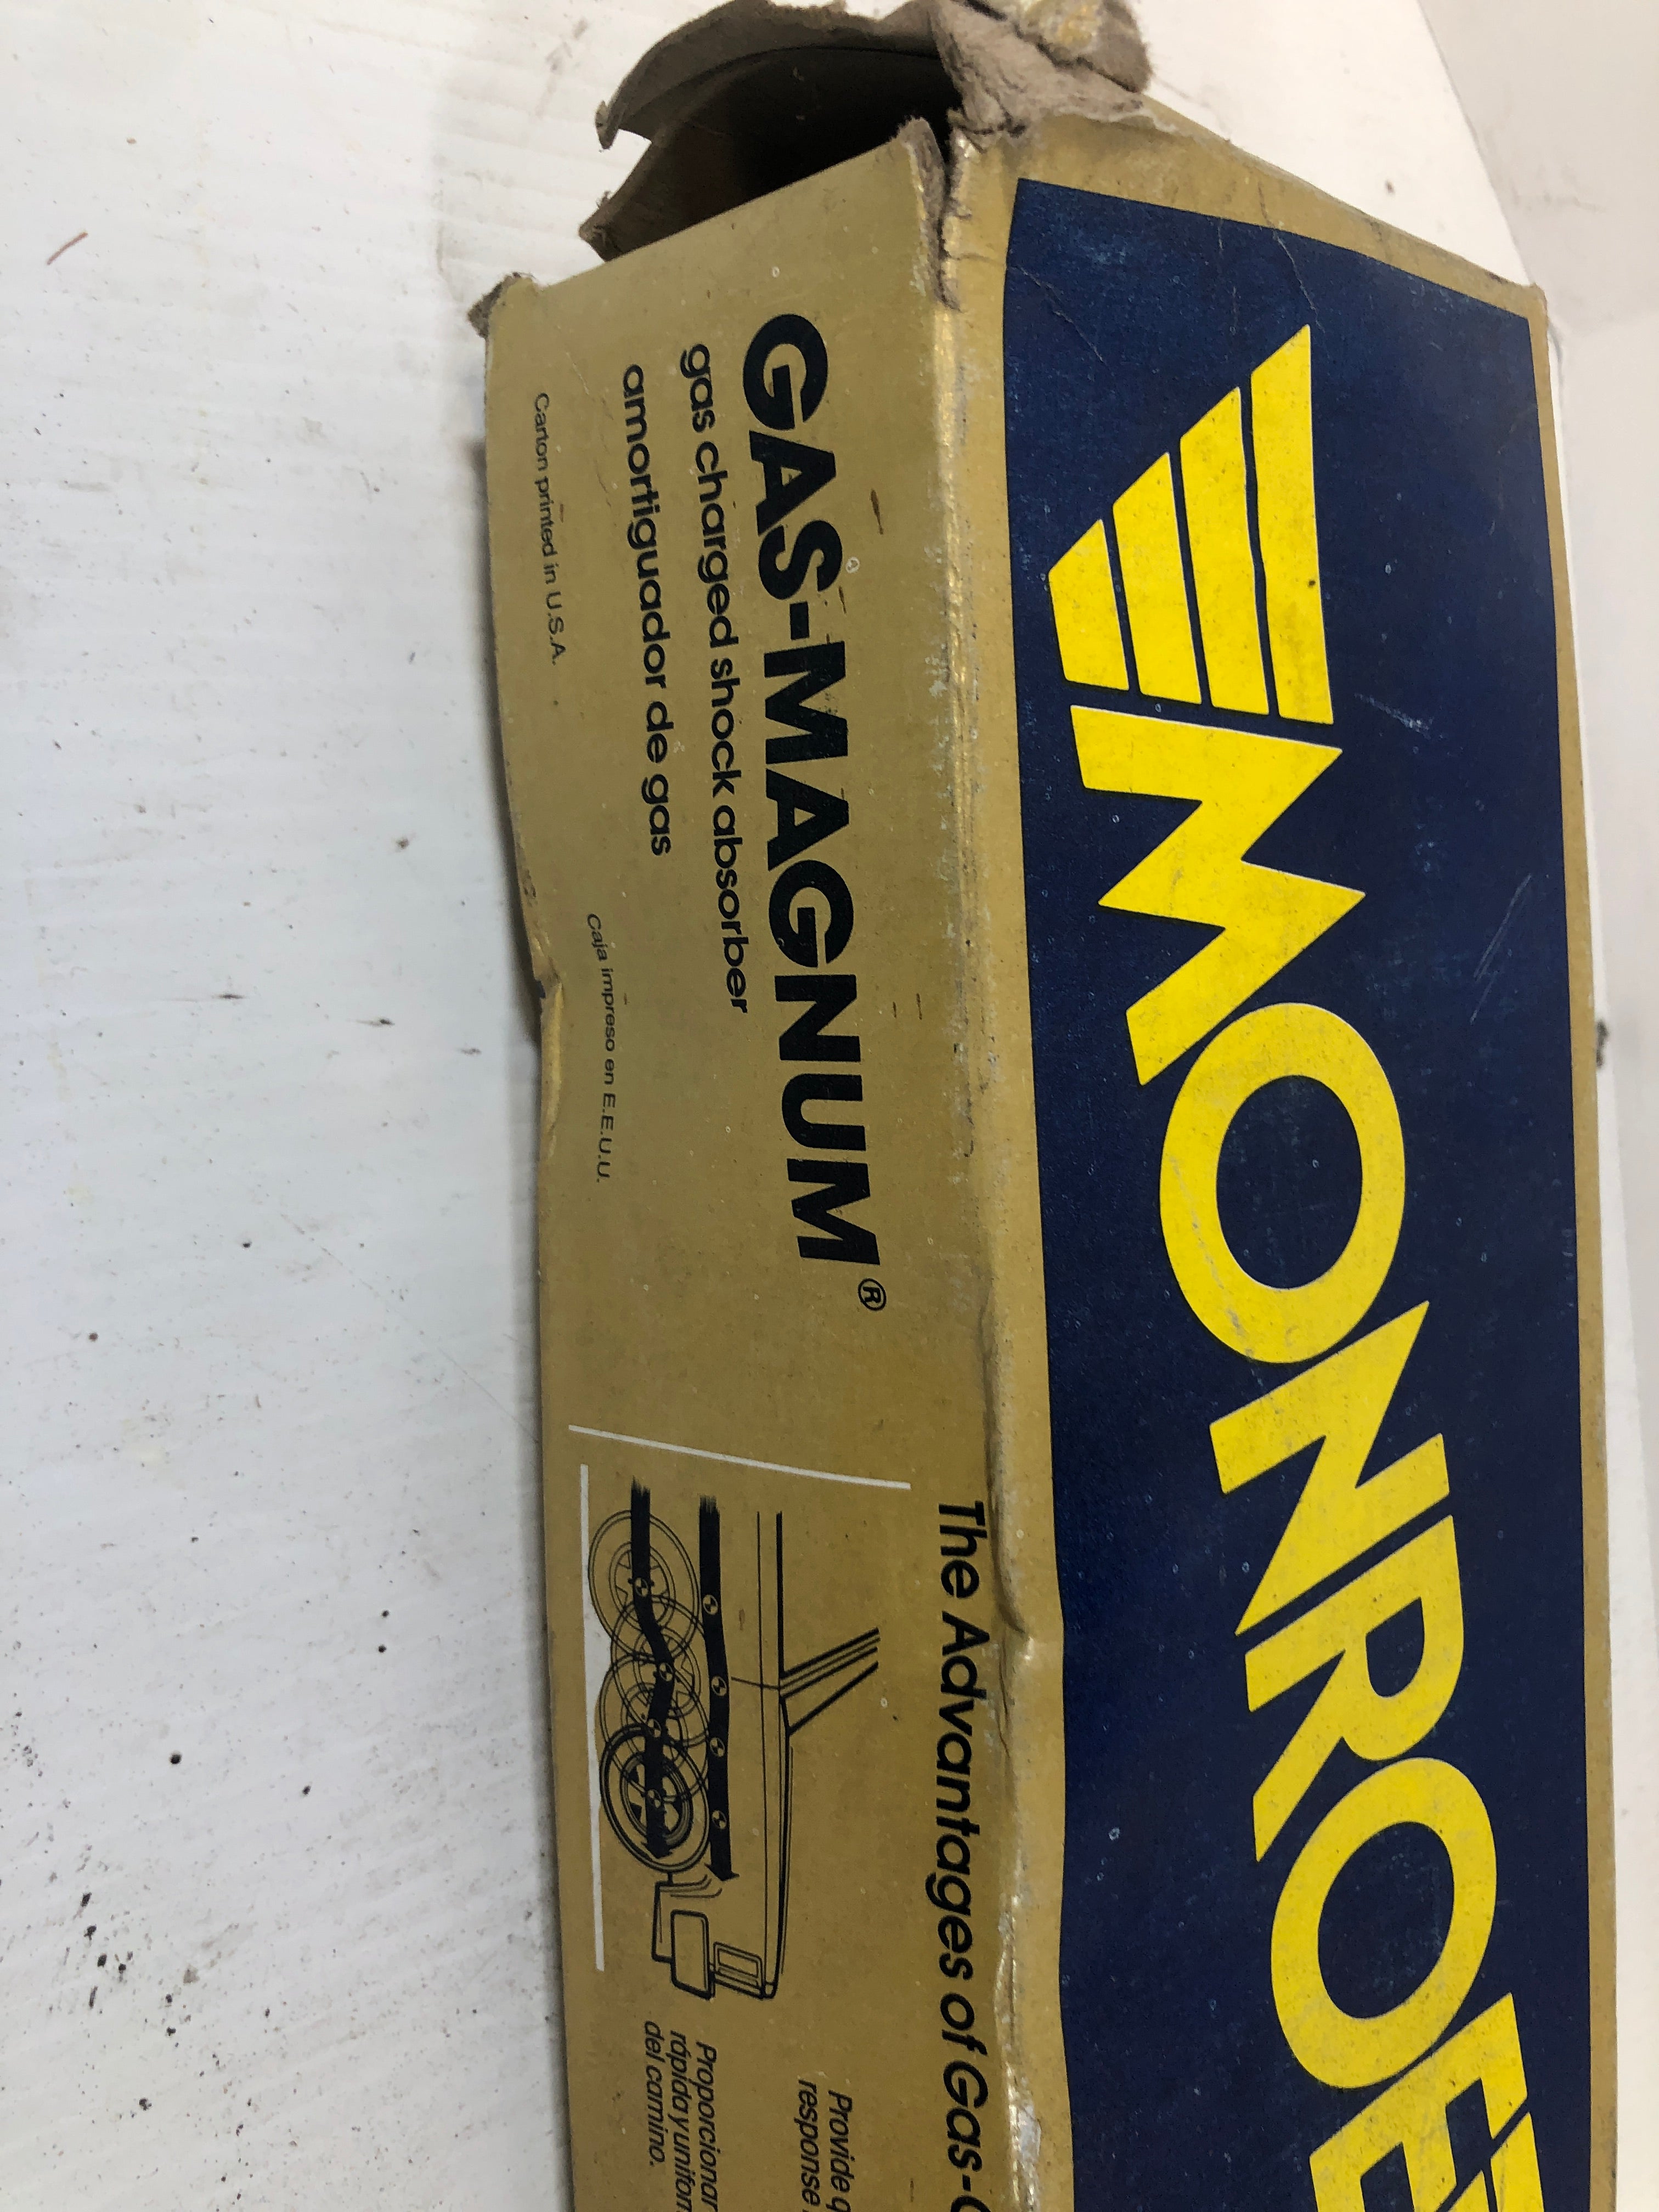 MONROE
GAS-MAGNUM®
gas charged shock absorber
amortiguador de gas
Carton printed in U.S.A.
Caja impreso en E.E.U.U.
The Advantages of Gas-
Provide
response
Proporcionar
rápida y
del camino.